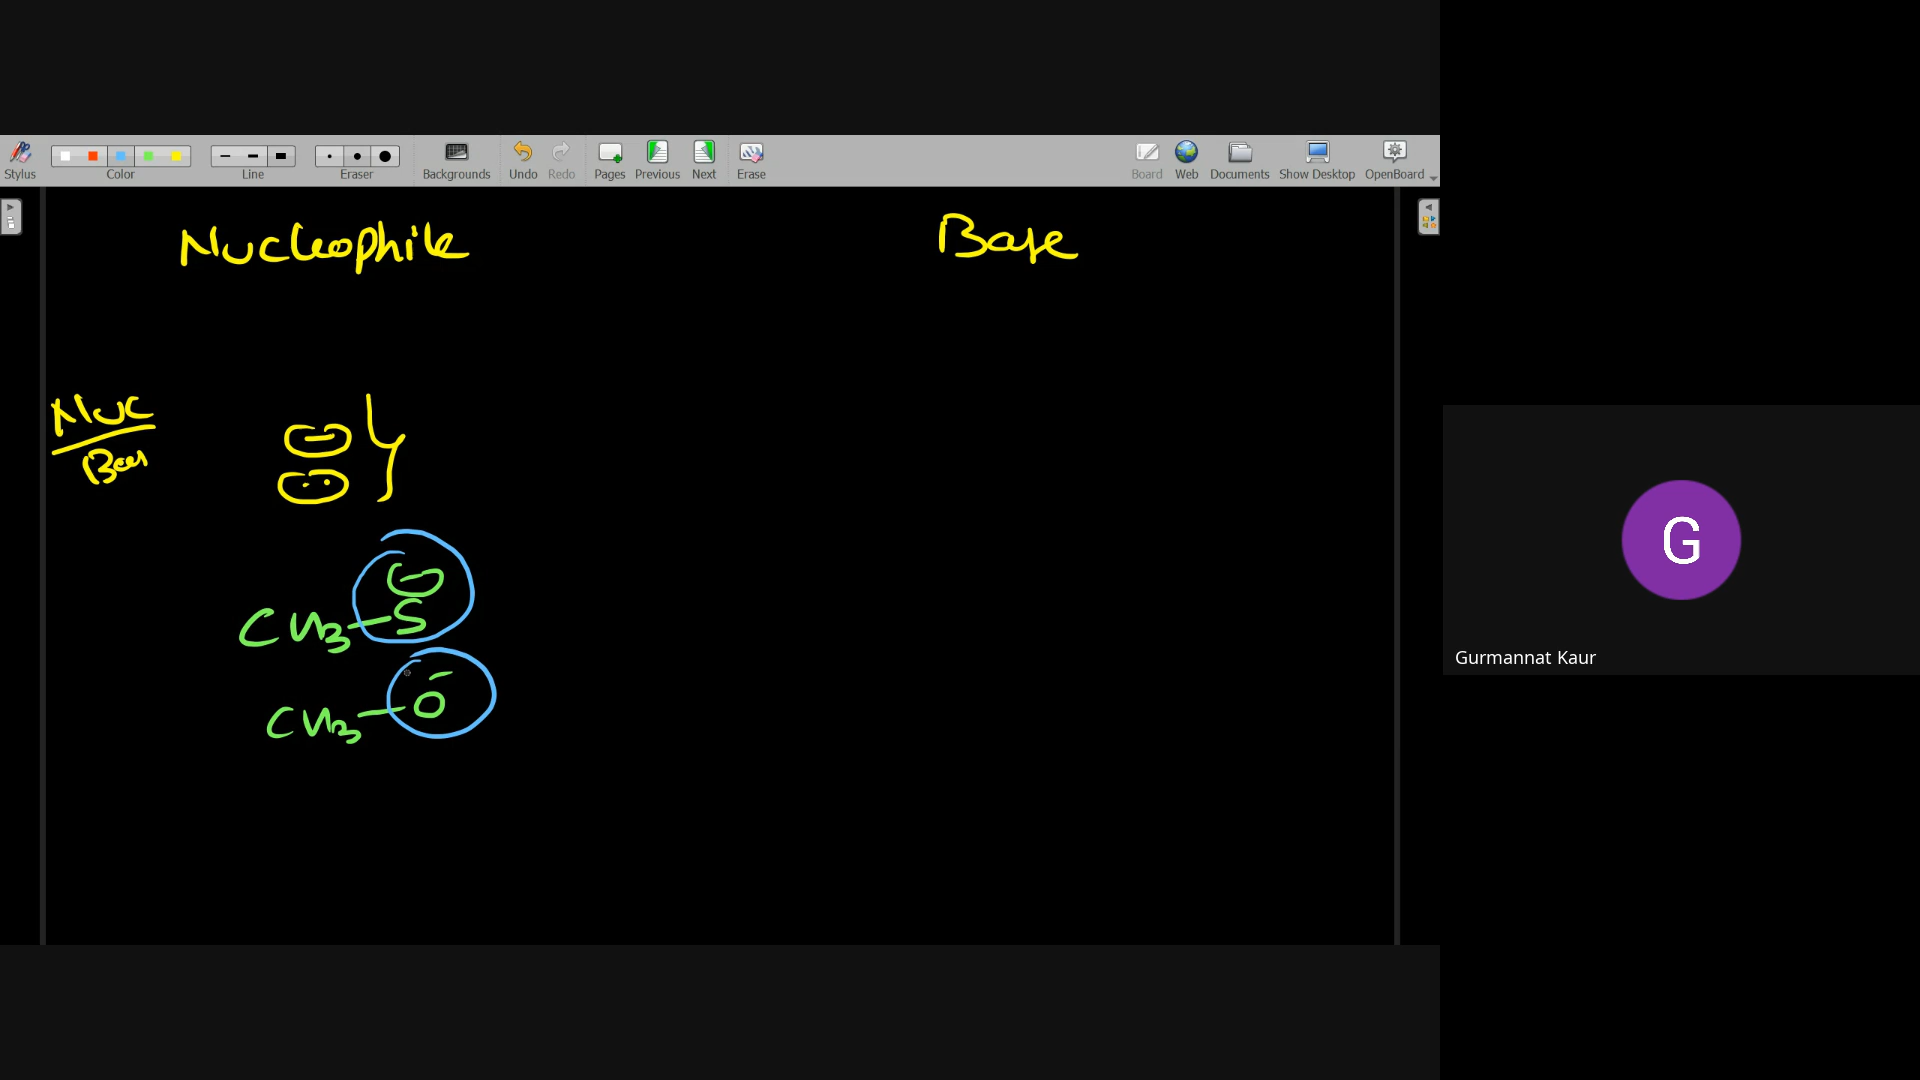 Stylus Color Line Eraser Backgrounds Undo Redo Pages Previous Next Erase Board Web Documents Show Desktop OpenBoard
Nucleophile
Base
Nuc
CH3-S
CH3-O
G
Gurmannat Kaur